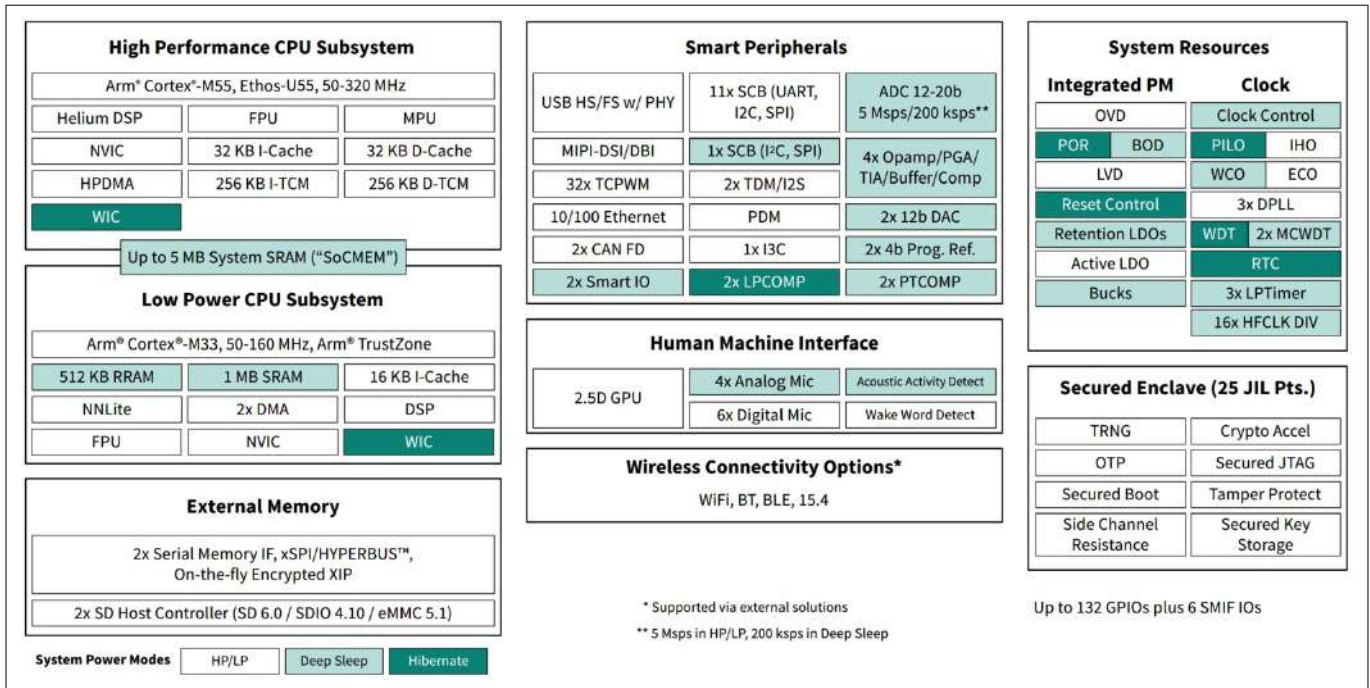 High Performance CPU Subsystem
Arm® Cortex®-M55, Ethos-U55, 50-320 MHz
Helium DSP
FPU
MPU
NVIC
32 KB I-Cache
32 KB D-Cache
HPDMA
256 KB I-TCM
256 KB D-TCM
WIC
Up to 5 MB System SRAM (“SoCMEM”)
Low Power CPU Subsystem
Arm® Cortex®-M33, 50-160 MHz, Arm® TrustZone
512 KB RRAM
1 MB SRAM
16 KB I-Cache
NNLite
2x DMA
DSP
FPU
NVIC
WIC
External Memory
2x Serial Memory IF, xSPI/HYPERBUS™,
On-the-fly Encrypted XIP
2x SD Host Controller (SD 6.0 / SDIO 4.10 / eMMC 5.1)
System Power Modes
HP/LP
Deep Sleep
Hibernate
Smart Peripherals
USB HS/FS w/ PHY
11x SCB (UART,
I2C, SPI)
ADC 12-20b
5 Msps/200 ksps**
MIPI-DSI/DBI
1x SCB (I²C, SPI)
4x Opamp/PGA/
TIA/Buffer/Comp
32x TCPWM
2x TDM/I2S
10/100 Ethernet
PDM
2x 12b DAC
2x CAN FD
1x I3C
2x 4b Prog. Ref.
2x Smart IO
2x LPCOMP
2x PTCOMP
Human Machine Interface
2.5D GPU
4x Analog Mic
Acoustic Activity Detect
6x Digital Mic
Wake Word Detect
Wireless Connectivity Options*
WiFi, BT, BLE, 15.4
* Supported via external solutions
** 5 Msps in HP/LP, 200 ksps in Deep Sleep
System Resources
Integrated PM
Clock
OVD
Clock Control
POR
BOD
PILO
IHO
LVD
WCO
ECO
Reset Control
3x DPLL
Retention LDOs
WDT
2x MCWDT
Active LDO
RTC
Bucks
3x LPTimer
16x HFCLK DIV
Secured Enclave (25 JIL Pts.)
TRNG
Crypto Accel
OTP
Secured JTAG
Secured Boot
Tamper Protect
Side Channel
Resistance
Secured Key
Storage
Up to 132 GPIOs plus 6 SMIF IOs